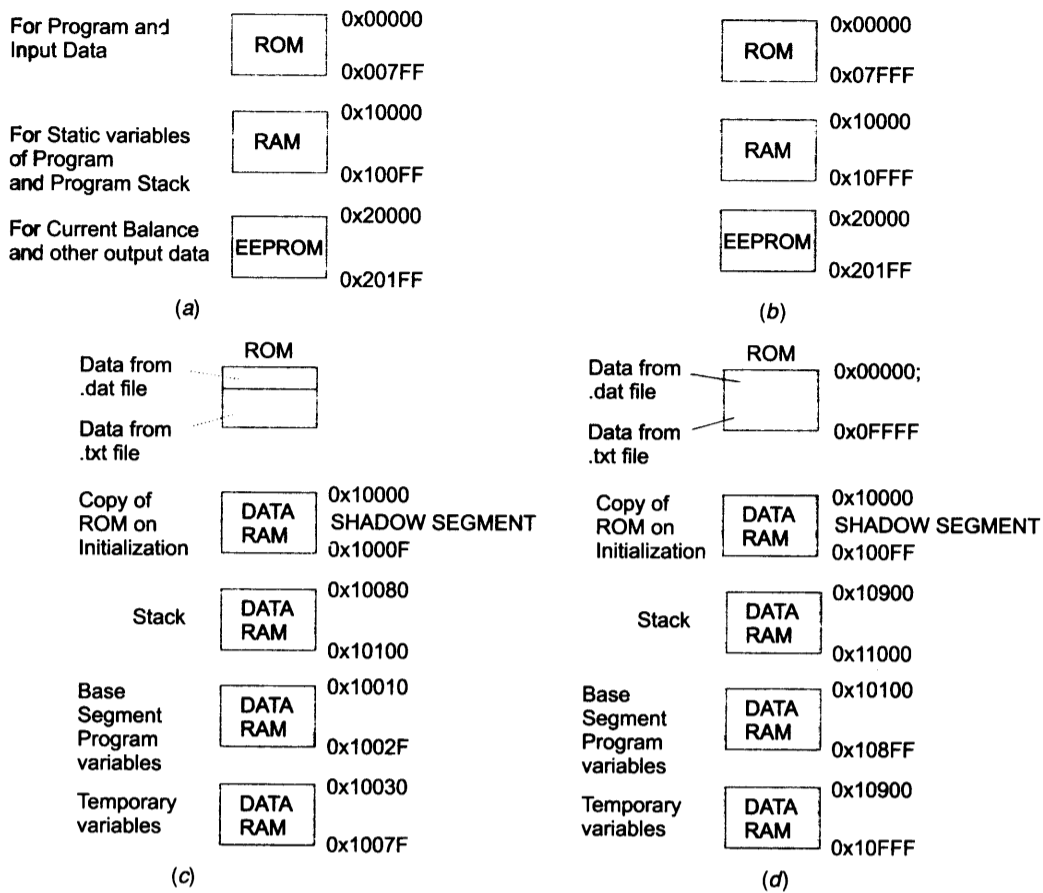 For Program and
Input Data
ROM
0x00000
0x007FF
For Static variables
of Program
and Program Stack
RAM
0x10000
0x100FF
For Current Balance
and other output data
EEPROM
0x20000
0x201FF
(a)
ROM
0x00000
0x07FFF
RAM
0x10000
0x10FFF
EEPROM
0x20000
0x201FF
(b)
ROM
Data from
.dat file
Data from
.txt file
Copy of
ROM on
Initialization
DATA
RAM
0x10000
SHADOW SEGMENT
0x1000F
Stack
DATA
RAM
0x10080
0x10100
Base
Segment
Program
variables
DATA
RAM
0x10010
0x1002F
Temporary
variables
DATA
RAM
0x10030
0x1007F
(c)
ROM
Data from
.dat file
Data from
.txt file
0x00000;
0x0FFFF
Copy of
ROM on
Initialization
DATA
RAM
0x10000
SHADOW SEGMENT
0x100FF
Stack
DATA
RAM
0x10900
0x11000
Base
Segment
Program
variables
DATA
RAM
0x10100
0x108FF
Temporary
variables
DATA
RAM
0x10900
0x10FFF
(d)